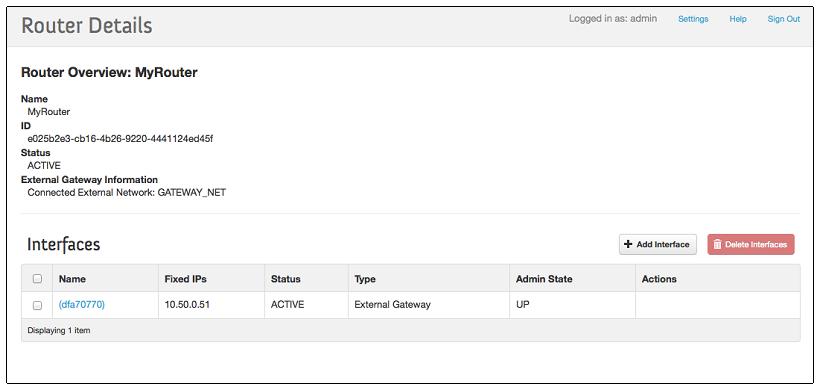 Router Details
Logged in as: admin Settings Help Sign Out
Router Overview: MyRouter
Name
MyRouter
ID
e025b2e3-cb16-4b26-9220-4441124ed45f
Status
ACTIVE
External Gateway Information
Connected External Network: GATEWAY_NET
Interfaces
+ Add Interface Delete Interfaces
Name Fixed IPs Status Type Admin State Actions
(dfa70770) 10.50.0.51 ACTIVE External Gateway UP
Displaying 1 item